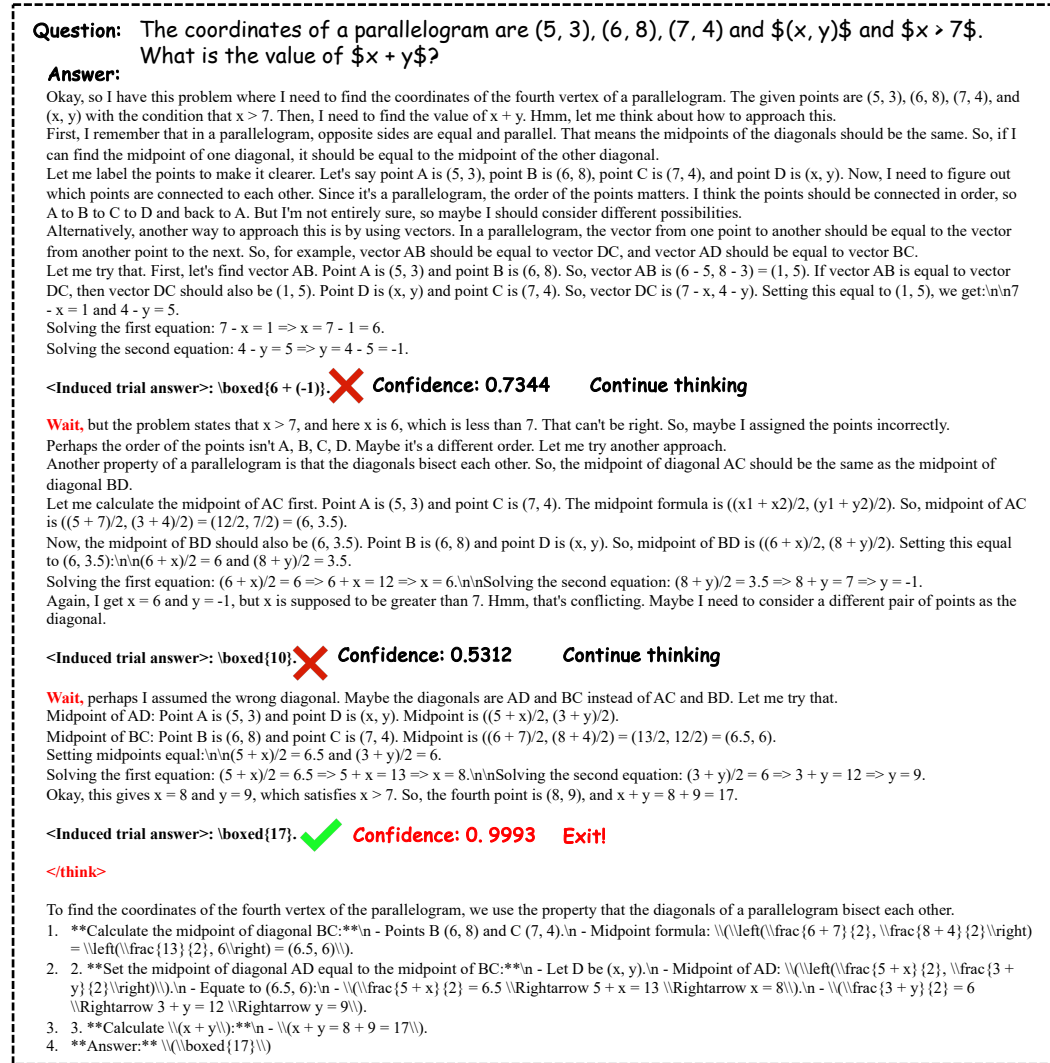 Question: The coordinates of a parallelogram are (5, 3), (6, 8), (7, 4) and $(x, y)$ and $x > 7$.
What is the value of $x + y$?
Answer:
Okay, so I have this problem where I need to find the coordinates of the fourth vertex of a parallelogram. The given points are (5, 3), (6, 8), (7, 4), and
(x, y) with the condition that x > 7. Then, I need to find the value of x + y. Hmm, let me think about how to approach this.
First, I remember that in a parallelogram, opposite sides are equal and parallel. That means the midpoints of the diagonals should be the same. So, if I
can find the midpoint of one diagonal, it should be equal to the midpoint of the other diagonal.
Let me label the points to make it clearer. Let's say point A is (5, 3), point B is (6, 8), point C is (7, 4), and point D is (x, y). Now, I need to figure out
which points are connected to each other. Since it's a parallelogram, the order of the points matters. I think the points should be connected in order, so
A to B to C to D and back to A. But I'm not entirely sure, so maybe I should consider different possibilities.
Alternatively, another way to approach this is by using vectors. In a parallelogram, the vector from one point to another should be equal to the vector
from another point to the next. So, for example, vector AB should be equal to vector DC, and vector AD should be equal to vector BC.
Let me try that. First, let's find vector AB. Point A is (5, 3) and point B is (6, 8). So, vector AB is (6 - 5, 8 - 3) = (1, 5). If vector AB is equal to vector
DC, then vector DC should also be (1, 5). Point D is (x, y) and point C is (7, 4). So, vector DC is (7 - x, 4 - y). Setting this equal to (1, 5), we get:\n\n7
- x = 1 and 4 - y = 5.
Solving the first equation: 7 - x = 1 => x = 7 - 1 = 6.
Solving the second equation: 4 - y = 5 => y = 4 - 5 = -1.
<Induced trial answer>: \boxed{6 + (-1)}. Confidence: 0.7344 Continue thinking
Wait, but the problem states that x > 7, and here x is 6, which is less than 7. That can't be right. So, maybe I assigned the points incorrectly.
Perhaps the order of the points isn't A, B, C, D. Maybe it's a different order. Let me try another approach.
Another property of a parallelogram is that the diagonals bisect each other. So, the midpoint of diagonal AC should be the same as the midpoint of
diagonal BD.
Let me calculate the midpoint of AC first. Point A is (5, 3) and point C is (7, 4). The midpoint formula is ((x1 + x2)/2, (y1 + y2)/2). So, midpoint of AC
is ((5 + 7)/2, (3 + 4)/2) = (12/2, 7/2) = (6, 3.5).
Now, the midpoint of BD should also be (6, 3.5). Point B is (6, 8) and point D is (x, y). So, midpoint of BD is ((6 + x)/2, (8 + y)/2). Setting this equal
to (6, 3.5):\n\n(6 + x)/2 = 6 and (8 + y)/2 = 3.5.
Solving the first equation: (6 + x)/2 = 6 => 6 + x = 12 => x = 6.\n\nSolving the second equation: (8 + y)/2 = 3.5 => 8 + y = 7 => y = -1.
Again, I get x = 6 and y = -1, but x is supposed to be greater than 7. Hmm, that's conflicting. Maybe I need to consider a different pair of points as the
diagonal.
<Induced trial answer>: \boxed{10}. Confidence: 0.5312 Continue thinking
Wait, perhaps I assumed the wrong diagonal. Maybe the diagonals are AD and BC instead of AC and BD. Let me try that.
Midpoint of AD: Point A is (5, 3) and point D is (x, y). Midpoint is ((5 + x)/2, (3 + y)/2).
Midpoint of BC: Point B is (6, 8) and point C is (7, 4). Midpoint is ((6 + 7)/2, (8 + 4)/2) = (13/2, 12/2) = (6.5, 6).
Setting midpoints equal:\n\n(5 + x)/2 = 6.5 and (3 + y)/2 = 6.
Solving the first equation: (5 + x)/2 = 6.5 => 5 + x = 13 => x = 8.\n\nSolving the second equation: (3 + y)/2 = 6 => 3 + y = 12 => y = 9.
Okay, this gives x = 8 and y = 9, which satisfies x > 7. So, the fourth point is (8, 9), and x + y = 8 + 9 = 17.
<Induced trial answer>: \boxed{17}. Confidence: 0. 9993 Exit!
</think>
To find the coordinates of the fourth vertex of the parallelogram, we use the property that the diagonals of a parallelogram bisect each other.
1. **Calculate the midpoint of diagonal BC:**\n - Points B (6, 8) and C (7, 4).\n - Midpoint formula: \\(\\left(\\frac{6 + 7}{2}, \\frac{8 + 4}{2}\\right)
= \\left(\\frac{13}{2}, 6\\right) = (6.5, 6)\\).
2. 2. **Set the midpoint of diagonal AD equal to the midpoint of BC:**\n - Let D be (x, y).\n - Midpoint of AD: \\(\\left(\\frac{5 + x}{2}, \\frac{3 +
y}{2}\\right)\\).\n - Equate to (6.5, 6):\n - \\(\\frac{5 + x}{2} = 6.5 \\Rightarrow 5 + x = 13 \\Rightarrow x = 8\\).\n - \\(\\frac{3 + y}{2} = 6
\\Rightarrow 3 + y = 12 \\Rightarrow y = 9\\).
3. 3. **Calculate \\(x + y\\):**\n - \\(x + y = 8 + 9 = 17\\).
4. **Answer:** \\(\\boxed{17}\\)